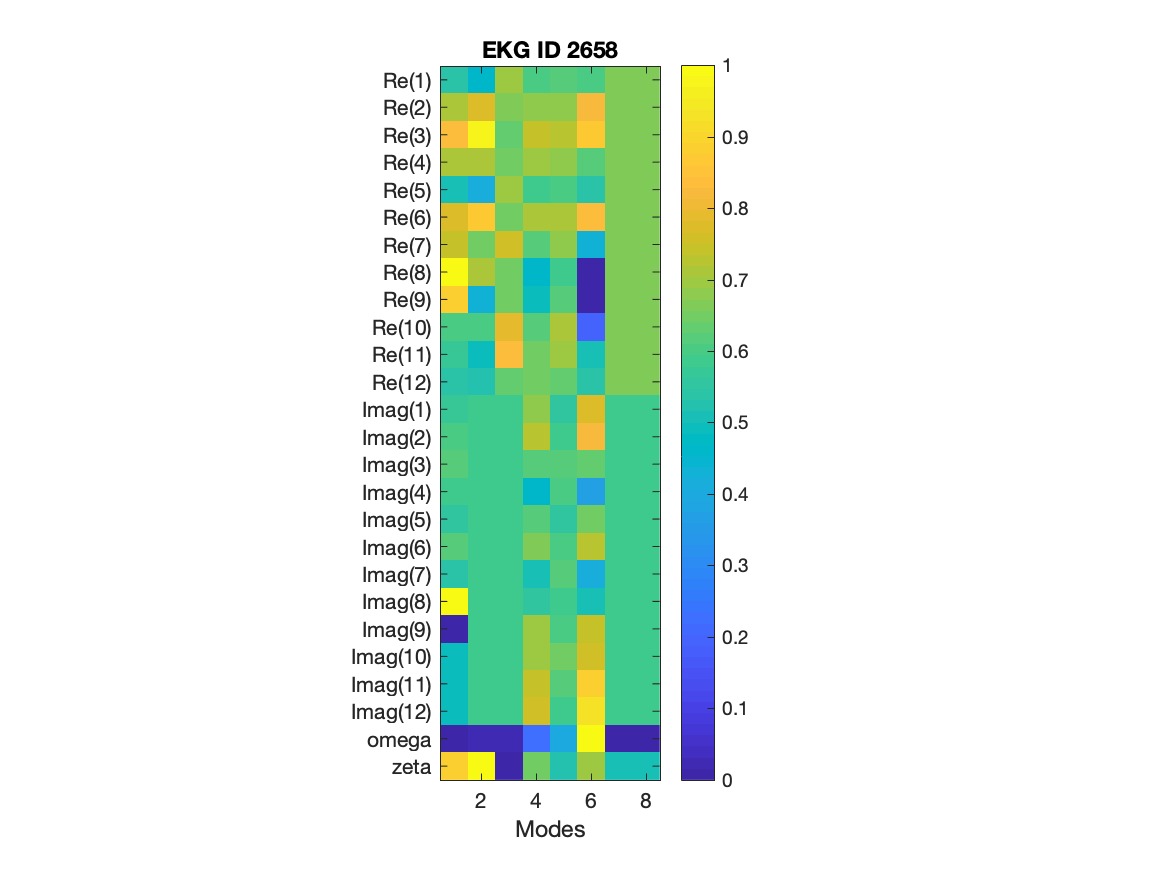 EKG ID 2658
Re(1)
Re(2)
Re(3)
Re(4)
Re(5)
Re(6)
Re(7)
Re(8)
Re(9)
Re(10)
Re(11)
Re(12)
Imag(1)
Imag(2)
Imag(3)
Imag(4)
Imag(5)
Imag(6)
Imag(7)
Imag(8)
Imag(9)
Imag(10)
Imag(11)
Imag(12)
omega
zeta
2 4 6 8
Modes
1
0.9
0.8
0.7
0.6
0.5
0.4
0.3
0.2
0.1
0